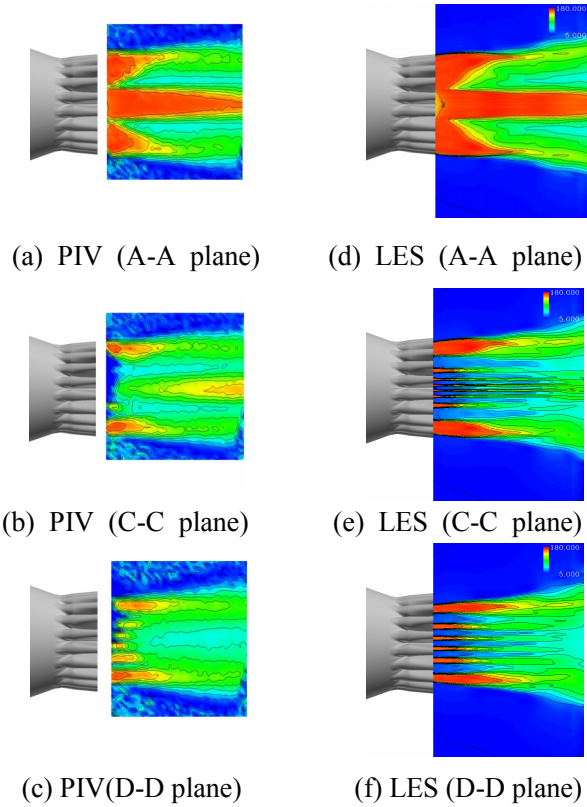 180.000
5.000
(a) PIV (A-A plane)
(d) LES (A-A plane)
180.000
5.000
(b) PIV (C-C plane)
(e) LES (C-C plane)
180.000
5.000
(c) PIV(D-D plane)
(f) LES (D-D plane)